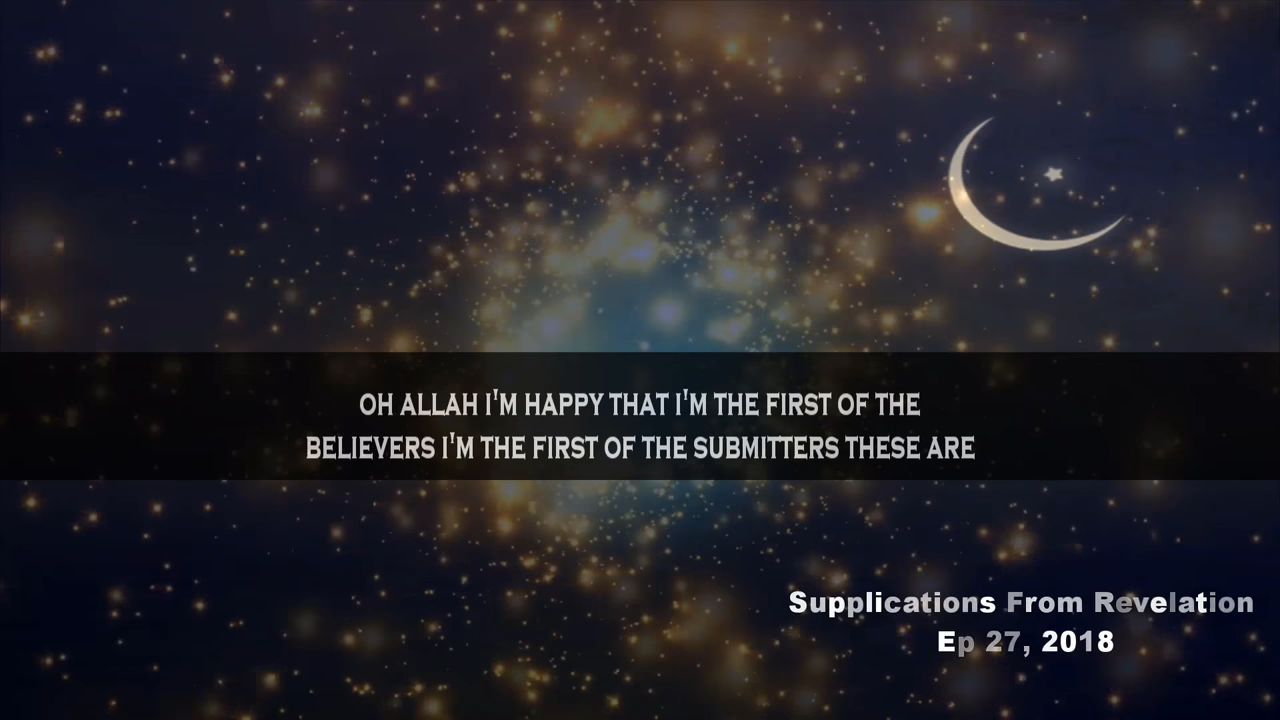 OH ALLAH I'M HAPPY THAT I'M THE FIRST OF THE
BELIEVERS I'M THE FIRST OF THE SUBMITTERS THESE ARE
Supplications From Revelation
Ep 27, 2018